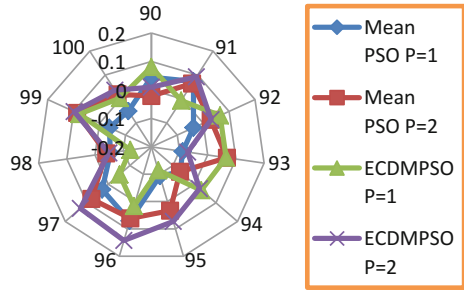 90
0.2
100
91
0.1
99
0
92
-0.1
-0.2
98
93
97
94
96
95
Mean
PSO P=1
Mean
PSO P=2
ECDMPSO
P=1
ECDMPSO
P=2